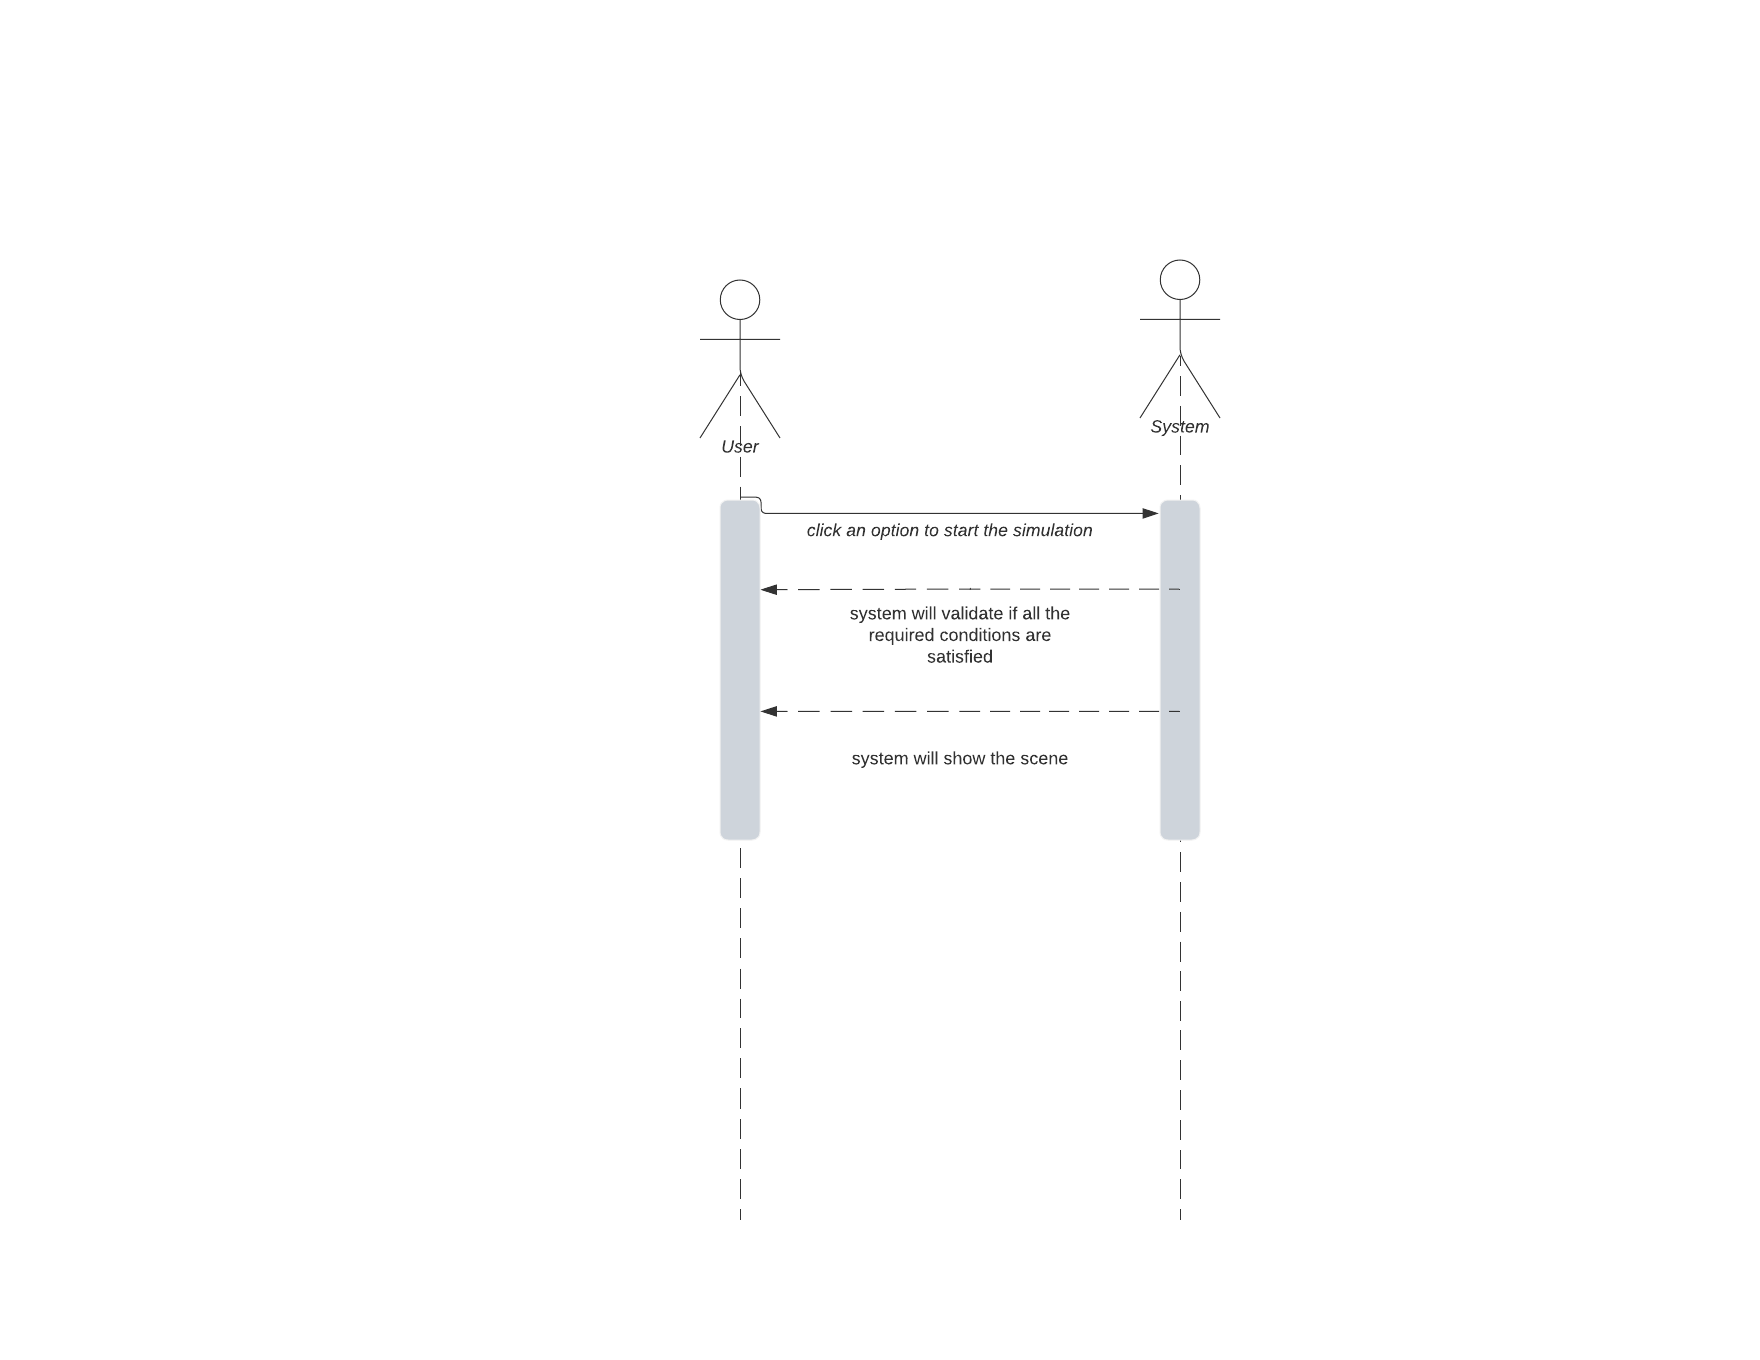 System
User
click an option to start the simulation
system will validate if all the
required conditions are
satisfied
system will show the scene